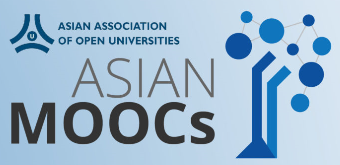 ASIAN ASSOCIATION
OF OPEN UNIVERSITIES
U
ASIAN
MOOCs